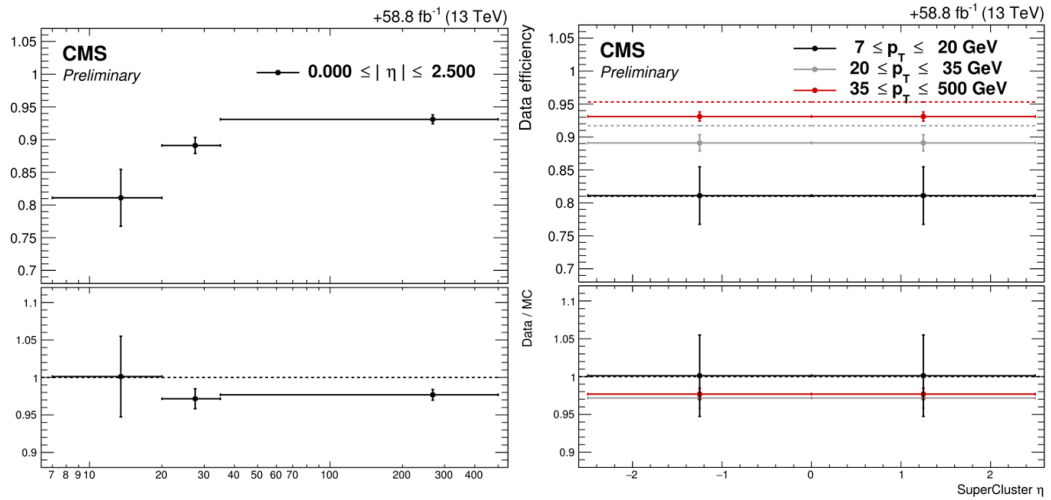 +58.8 fb⁻¹ (13 TeV)
CMS
Preliminary
0.000 ≤| η | ≤ 2.500
1.05
1
0.95
0.9
0.85
0.8
0.75
0.7
1.1
1.05
1
0.95
0.9
7 8 9 10 20 30 40 50 60 70 100 200 300 400
+58.8 fb⁻¹ (13 TeV)
Data efficiency
CMS
Preliminary
7 ≤ p_T ≤ 20 GeV
20 ≤ p_T ≤ 35 GeV
35 ≤ p_T ≤ 500 GeV
1.05
1
0.95
0.9
0.85
0.8
0.75
0.7
Data / MC
1.1
1.05
1
0.95
0.9
−2 −1 0 1 2
SuperCluster η